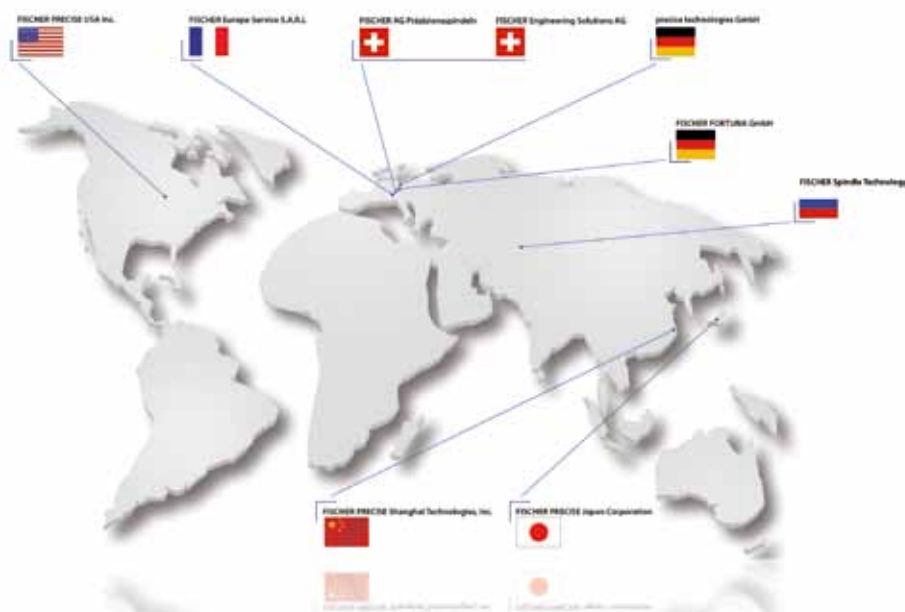 FISCHER PRECISE USA Inc.
FISCHER Europe Service S.A.R.L
FISCHER AG Präzisionsspindeln
FISCHER Engineering Solutions AG
precise technologies GmbH
FISCHER FORTUNA GmbH
FISCHER Spindle Technology
FISCHER PRECISE Shanghai Technologies, Inc.
FISCHER PRECISE Japan Corporation